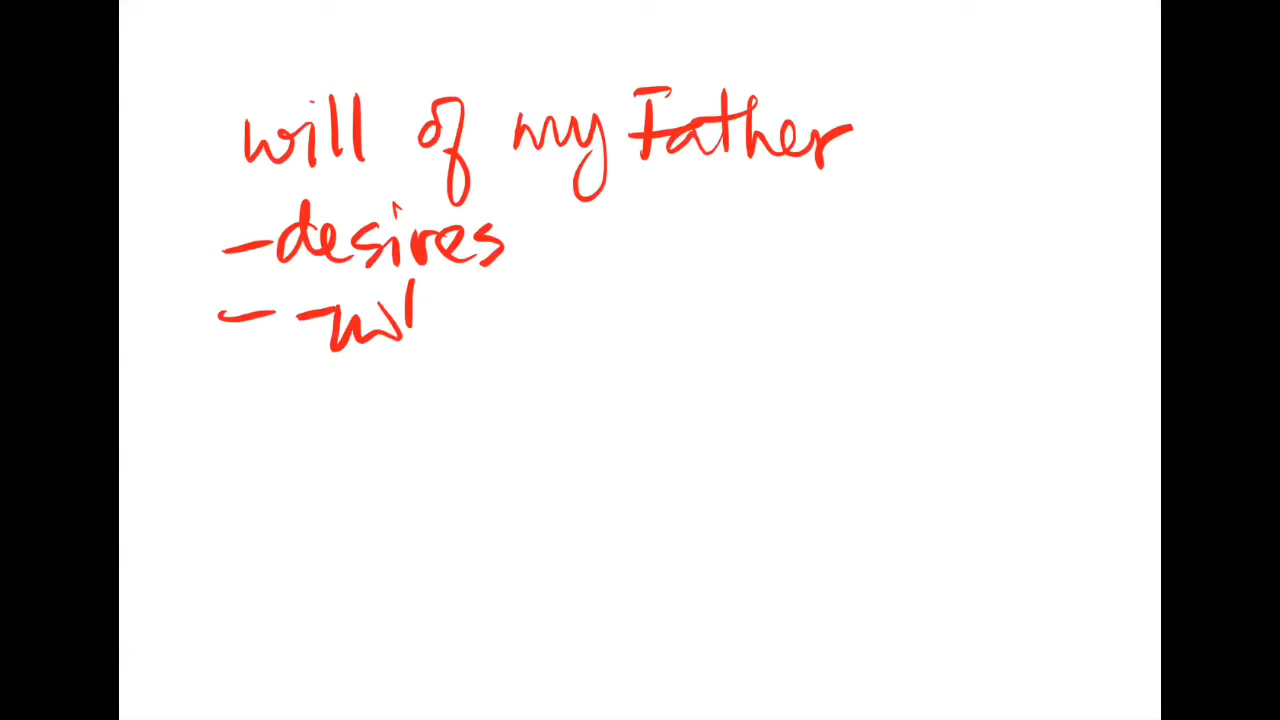 will of my Father
- desires
-